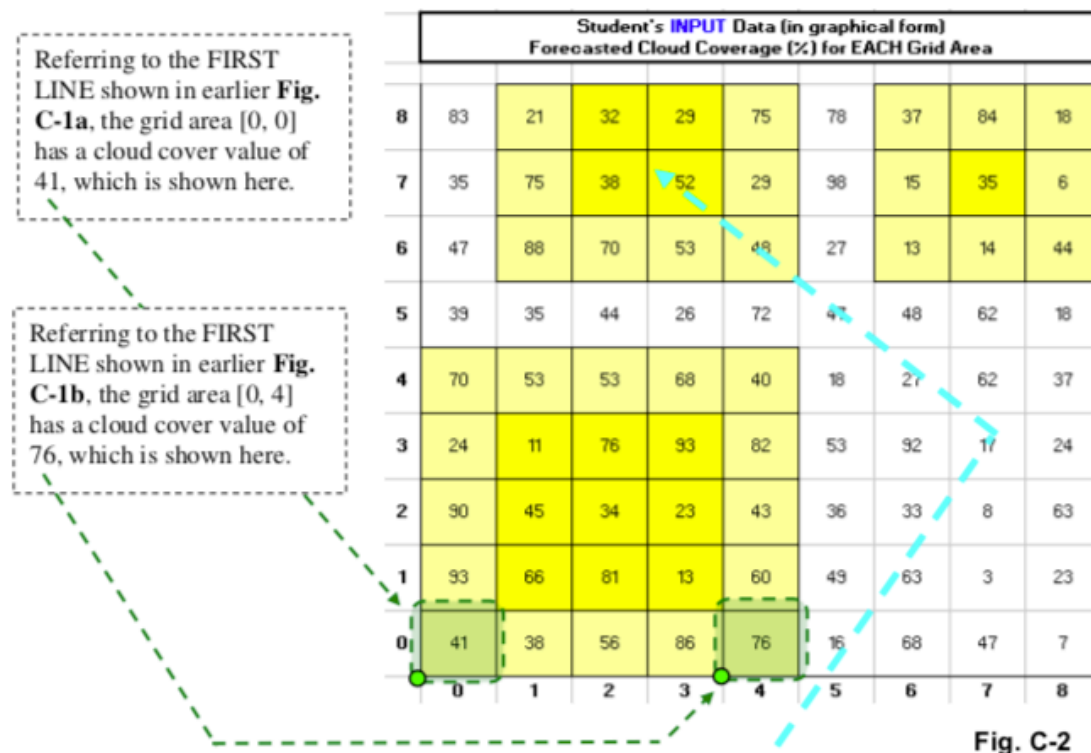 Student's INPUT Data (in graphical form)
Forecasted Cloud Coverage (%) for EACH Grid Area
Referring to the FIRST
LINE shown in earlier Fig.
C-1a, the grid area [0, 0]
has a cloud cover value of
41, which is shown here.
Referring to the FIRST
LINE shown in earlier Fig.
C-1b, the grid area [0, 4]
has a cloud cover value of
76, which is shown here.
8 83 21 32 29 75 78 37 84 18
7 35 75 38 52 29 98 15 35 6
6 47 88 70 53 48 27 13 14 44
5 39 35 44 26 72 47 48 62 18
4 70 53 53 68 40 18 27 62 37
3 24 11 76 93 82 53 92 17 24
2 90 45 34 23 43 36 33 8 63
1 93 66 81 13 60 49 63 3 23
0 41 38 56 86 76 16 68 47 7
0 1 2 3 4 5 6 7 8
Fig. C-2